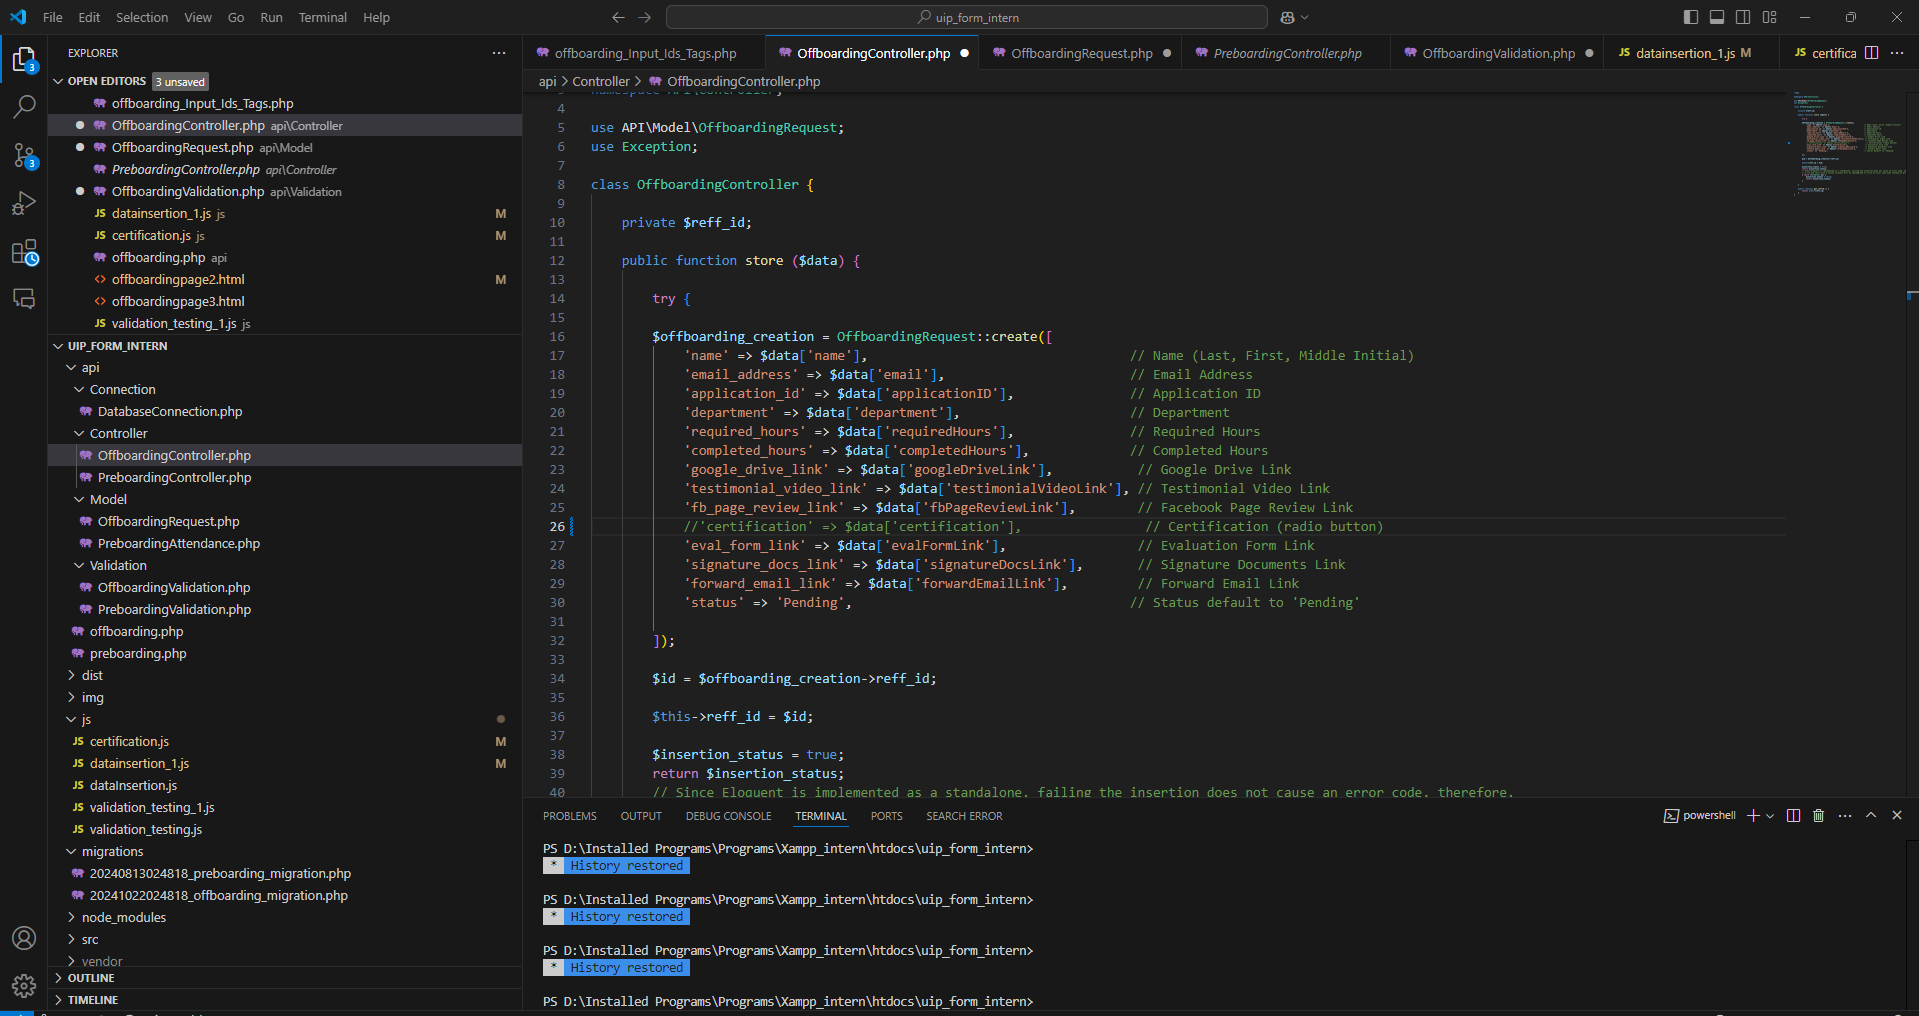 File Edit Selection View Go Run Terminal Help
uip_form_intern
EXPLORER
OPEN EDITORS 3 unsaved
offboarding_Input_Ids_Tags.php
OffboardingController.php api\Controller
OffboardingRequest.php api\Model
PreboardingController.php api\Controller
OffboardingValidation.php api\Validation
JS datainsertion_1.js js M
JS certification.js js M
offboarding.php api
offboardingpage2.html M
offboardingpage3.html
JS validation_testing_1.js js
UIP_FORM_INTERN
api
Connection
DatabaseConnection.php
Controller
OffboardingController.php
PreboardingController.php
Model
OffboardingRequest.php
PreboardingAttendance.php
Validation
OffboardingValidation.php
PreboardingValidation.php
offboarding.php
preboarding.php
dist
img
js
JS certification.js M
JS datainsertion_1.js M
JS dataInsertion.js
JS validation_testing_1.js
JS validation_testing.js
migrations
20240813024818_preboarding_migration.php
20241022024818_offboarding_migration.php
node_modules
src
vendor
OUTLINE
TIMELINE
3
3
offboarding_Input_Ids_Tags.php OffboardingController.php OffboardingRequest.php PreboardingController.php OffboardingValidation.php JS datainsertion_1.js M JS certifica
api > Controller > OffboardingController.php
4
5 use API\Model\OffboardingRequest;
6 use Exception;
7
8 class OffboardingController {
9
10 private $reff_id;
11
12 public function store ($data) {
13
14 try {
15
16 $offboarding_creation = OffboardingRequest::create([
17 'name' => $data['name'], // Name (Last, First, Middle Initial)
18 'email_address' => $data['email'], // Email Address
19 'application_id' => $data['applicationID'], // Application ID
20 'department' => $data['department'], // Department
21 'required_hours' => $data['requiredHours'], // Required Hours
22 'completed_hours' => $data['completedHours'], // Completed Hours
23 'google_drive_link' => $data['googleDriveLink'], // Google Drive Link
24 'testimonial_video_link' => $data['testimonialVideoLink'], // Testimonial Video Link
25 'fb_page_review_link' => $data['fbPageReviewLink'], // Facebook Page Review Link
26 //'certification' => $data['certification'], // Certification (radio button)
27 'eval_form_link' => $data['evalFormLink'], // Evaluation Form Link
28 'signature_docs_link' => $data['signatureDocsLink'], // Signature Documents Link
29 'forward_email_link' => $data['forwardEmailLink'], // Forward Email Link
30 'status' => 'Pending', // Status default to 'Pending'
31
32 ]);
33
34 $id = $offboarding_creation->reff_id;
35
36 $this->reff_id = $id;
37
38 $insertion_status = true;
39 return $insertion_status;
40 // Since Eloquent is implemented as a standalone, failing the insertion does not cause an error code, therefore,
PROBLEMS OUTPUT DEBUG CONSOLE TERMINAL PORTS SEARCH ERROR powershell
PS D:\Installed Programs\Programs\Xampp_intern\htdocs\uip_form_intern>
* History restored
PS D:\Installed Programs\Programs\Xampp_intern\htdocs\uip_form_intern>
* History restored
PS D:\Installed Programs\Programs\Xampp_intern\htdocs\uip_form_intern>
* History restored
PS D:\Installed Programs\Programs\Xampp_intern\htdocs\uip_form_intern>